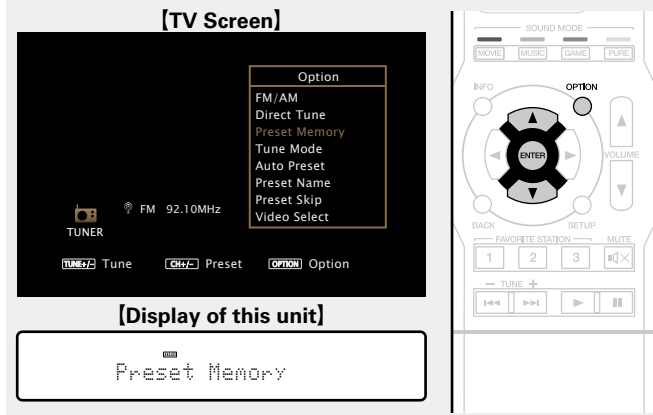 【TV Screen】
Option
FM/AM
Direct Tune
Preset Memory
Tune Mode
Auto Preset
Preset Name
Preset Skip
Video Select
FM 92.10MHz
TUNER
TUNE+/- Tune
CH+/- Preset
OPTION Option
【Display of this unit】
Preset Memory
SOUND MODE
MOVIE MUSIC GAME PURE
INFO OPTION
ENTER
VOLUME
BACK SETUP
FAVORITE STATION MUTE
1 2 3
− TUNE +